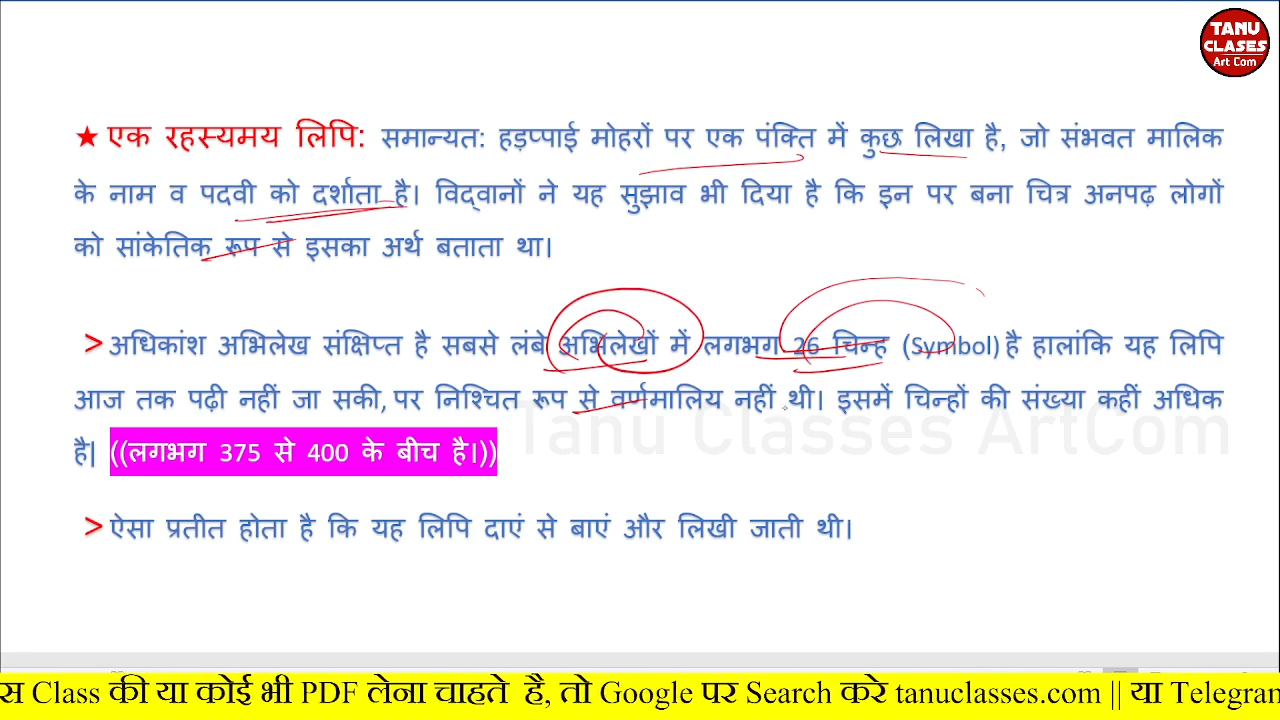 TANU
CLASES
Art Com
★ एक रहस्यमय लिपि: समान्यत: हड़प्पाई मोहरों पर एक पंक्ति में कुछ लिखा है, जो संभवत मालिक
के नाम व पदवी को दर्शाता है। विद्वानों ने यह सुझाव भी दिया है कि इन पर बना चित्र अनपढ़ लोगों
को सांकेतिक रूप से इसका अर्थ बताता था।
> अधिकांश अभिलेख संक्षिप्त है सबसे लंबे अभिलेखों में लगभग 26 चिन्ह (Symbol) है हालांकि यह लिपि
आज तक पढ़ी नहीं जा सकी, पर निश्चित रूप से वर्णमालिय नहीं थी। इसमें चिन्हों की संख्या कहीं अधिक
है| ((लगभग 375 से 400 के बीच है।))
Tanu Classes ArtCom
> ऐसा प्रतीत होता है कि यह लिपि दाएं से बाएं और लिखी जाती थी।
स Class की या कोई भी PDF लेना चाहते है, तो Google पर Search करे tanuclasses.com || या Telegran